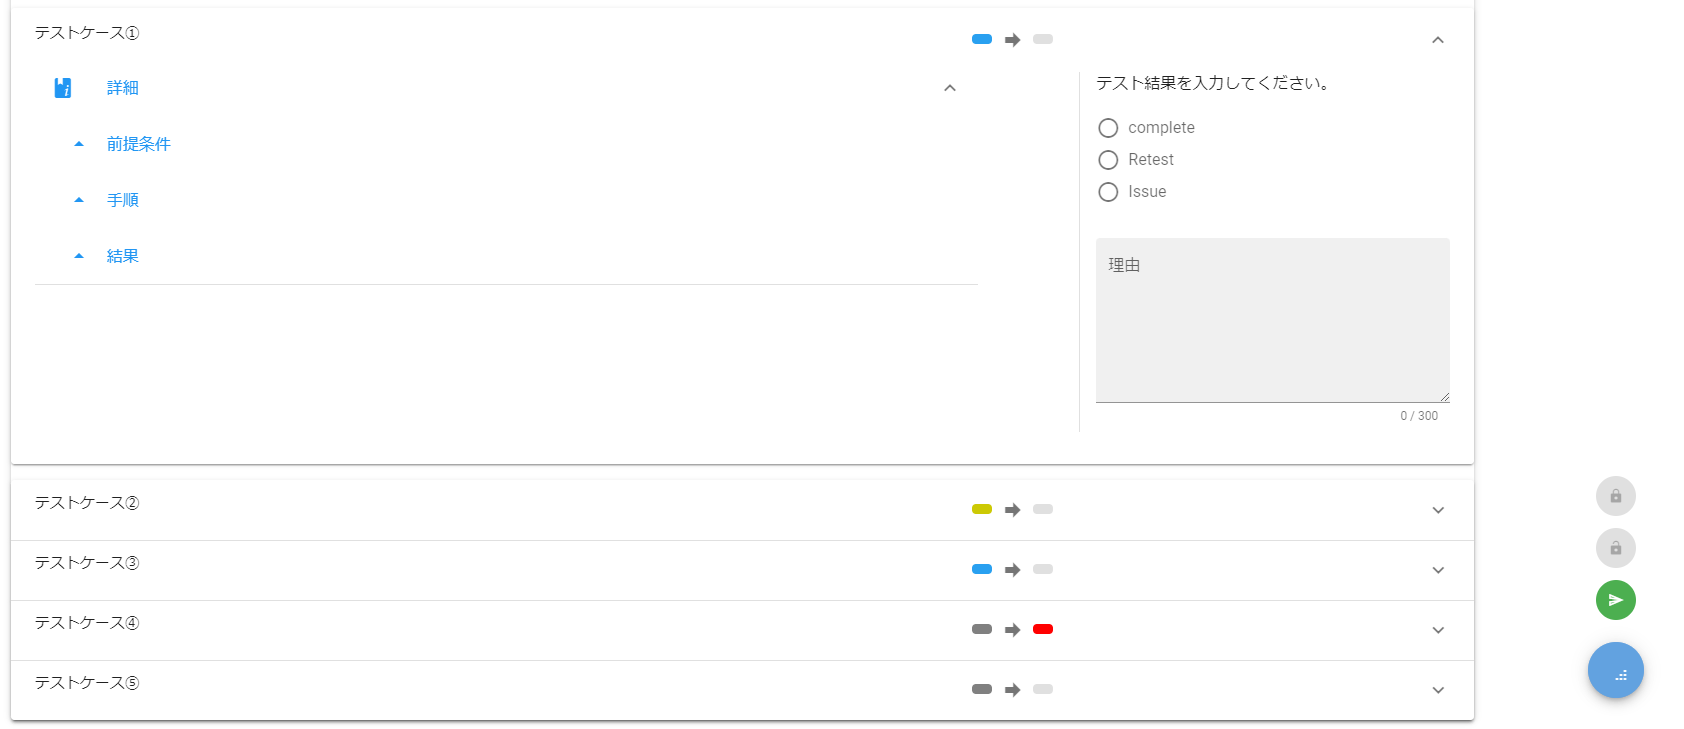 テストケース①
詳細
前提条件
手順
結果
テスト結果を入力してください。
complete
Retest
Issue
理由
0 / 300
テストケース②
テストケース③
テストケース④
テストケース⑤